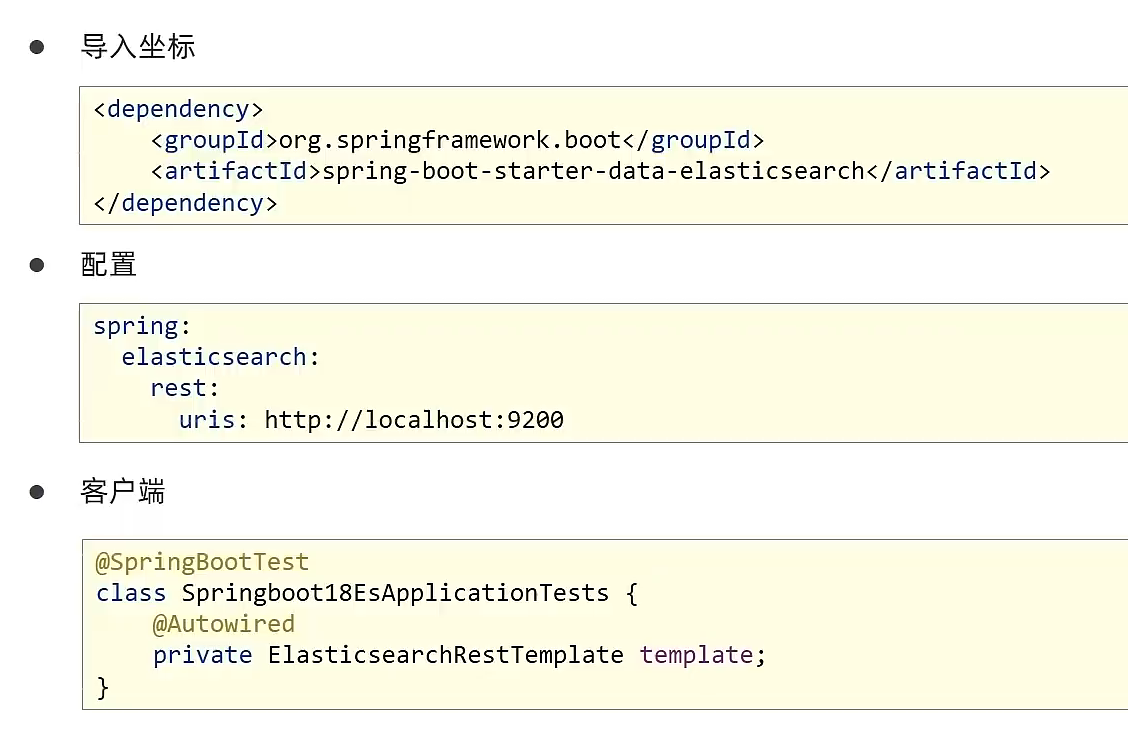 导入坐标
<dependency>
    <groupId>org.springframework.boot</groupId>
    <artifactId>spring-boot-starter-data-elasticsearch</artifactId>
</dependency>
配置
spring:
  elasticsearch:
    rest:
      uris: http://localhost:9200
客户端
@SpringBootTest
class Springboot18EsApplicationTests {
    @Autowired
    private ElasticsearchRestTemplate template;
}